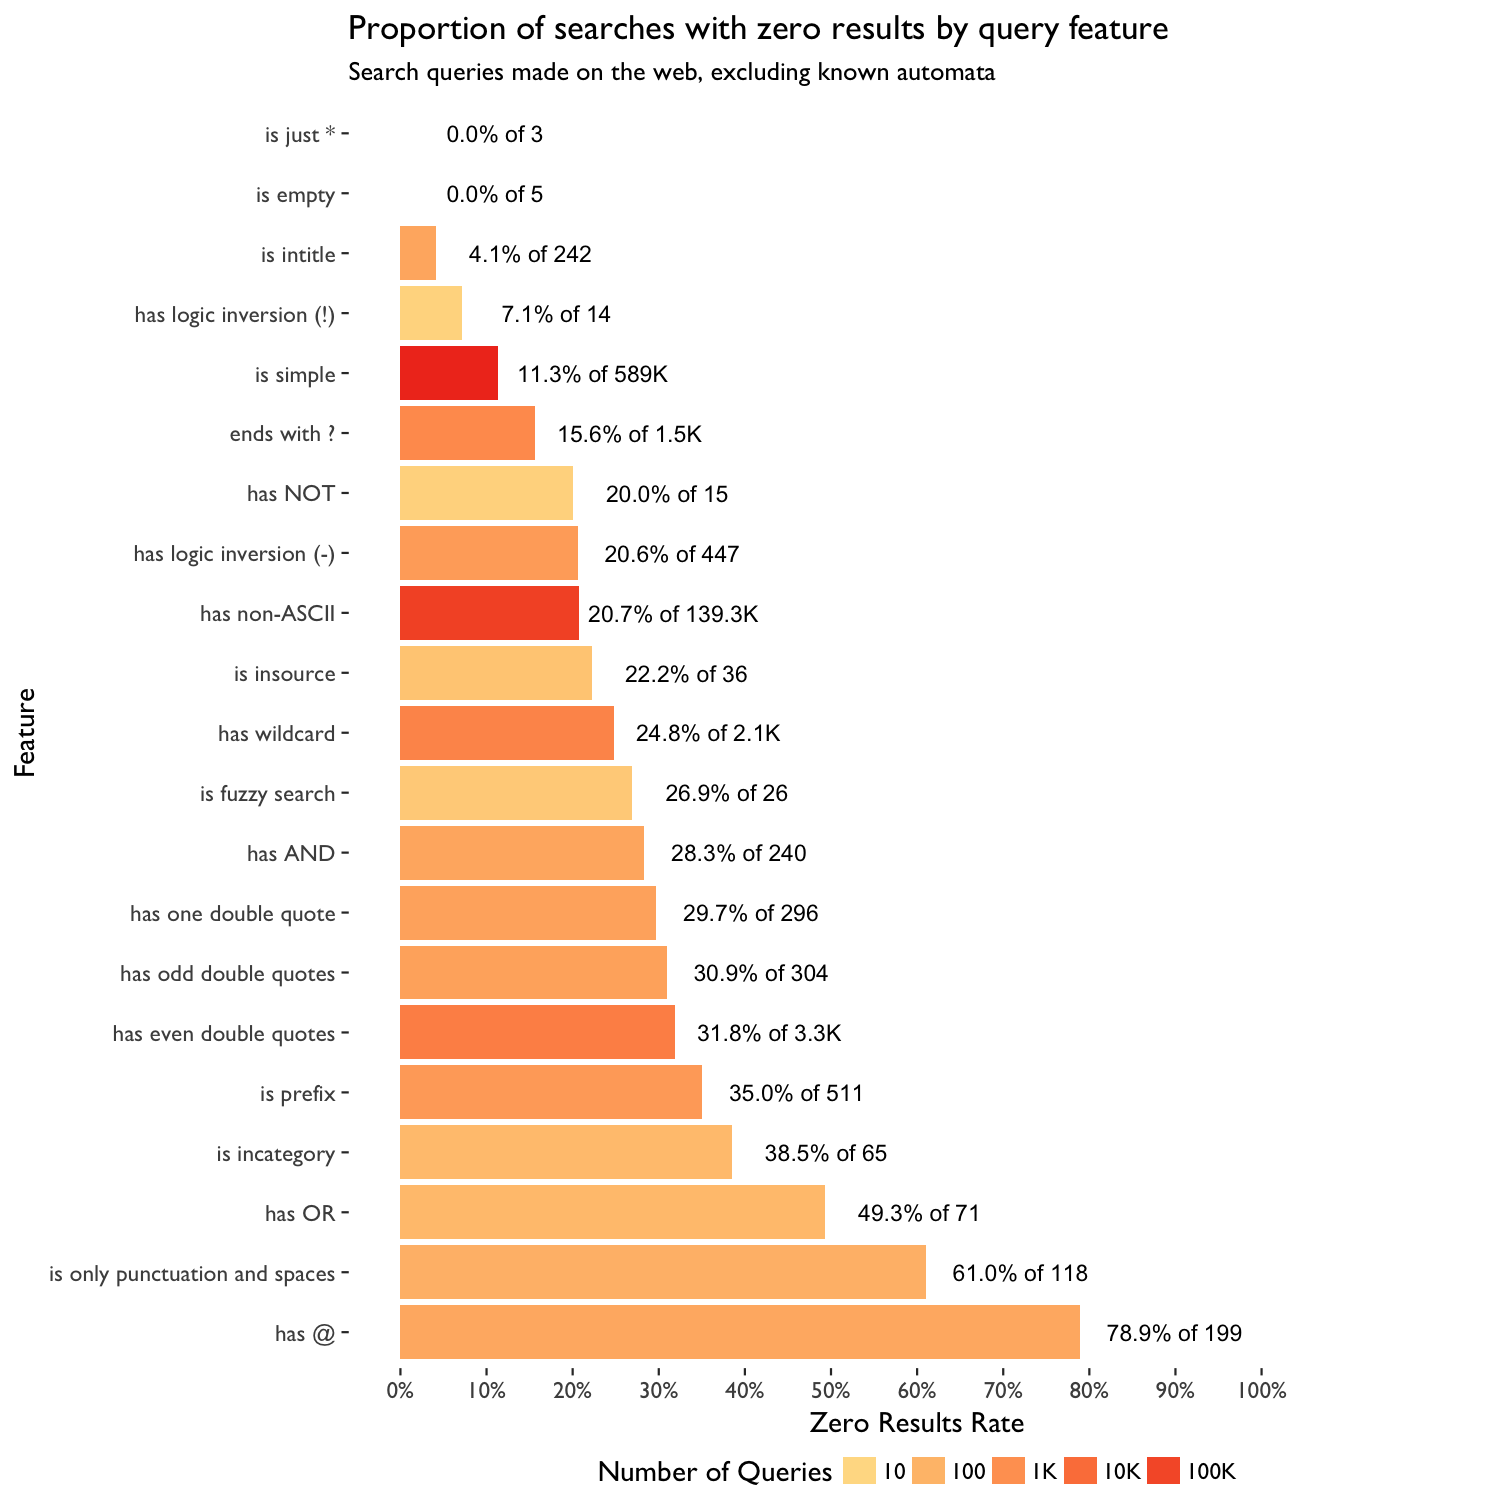 Proportion of searches with zero results by query feature
Search queries made on the web, excluding known automata
is just * 0.0% of 3
is empty 0.0% of 5
is intitle 4.1% of 242
has logic inversion (!) 7.1% of 14
is simple 11.3% of 589K
ends with ? 15.6% of 1.5K
has NOT 20.0% of 15
has logic inversion (-) 20.6% of 447
has non-ASCII 20.7% of 139.3K
is insource 22.2% of 36
has wildcard 24.8% of 2.1K
is fuzzy search 26.9% of 26
has AND 28.3% of 240
has one double quote 29.7% of 296
has odd double quotes 30.9% of 304
has even double quotes 31.8% of 3.3K
is prefix 35.0% of 511
is incategory 38.5% of 65
has OR 49.3% of 71
is only punctuation and spaces 61.0% of 118
has @ 78.9% of 199
Feature
0% 10% 20% 30% 40% 50% 60% 70% 80% 90% 100%
Zero Results Rate
Number of Queries 10 100 1K 10K 100K